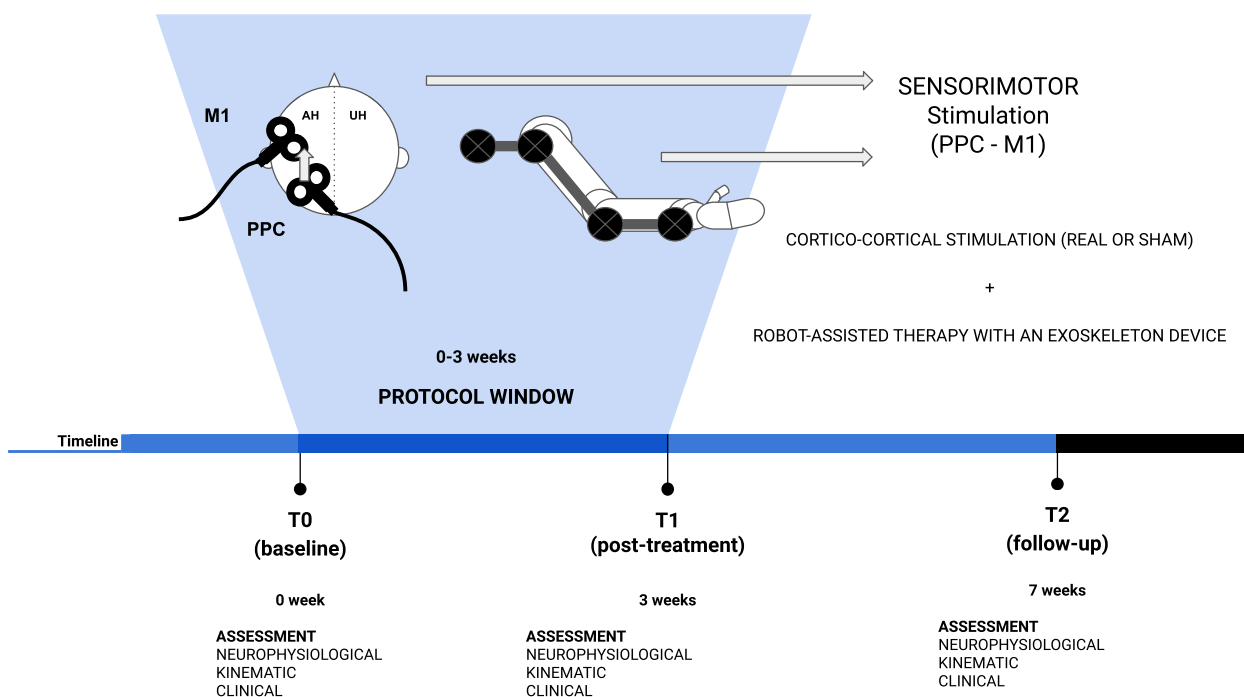 M1
AH
UH
PPC
SENSORIMOTOR
Stimulation
(PPC - M1)
CORTICO-CORTICAL STIMULATION (REAL OR SHAM)
+
ROBOT-ASSISTED THERAPY WITH AN EXOSKELETON DEVICE
0-3 weeks
PROTOCOL WINDOW
Timeline
T0
(baseline)
0 week
ASSESSMENT
NEUROPHYSIOLOGICAL
KINEMATIC
CLINICAL
T1
(post-treatment)
3 weeks
ASSESSMENT
NEUROPHYSIOLOGICAL
KINEMATIC
CLINICAL
T2
(follow-up)
7 weeks
ASSESSMENT
NEUROPHYSIOLOGICAL
KINEMATIC
CLINICAL